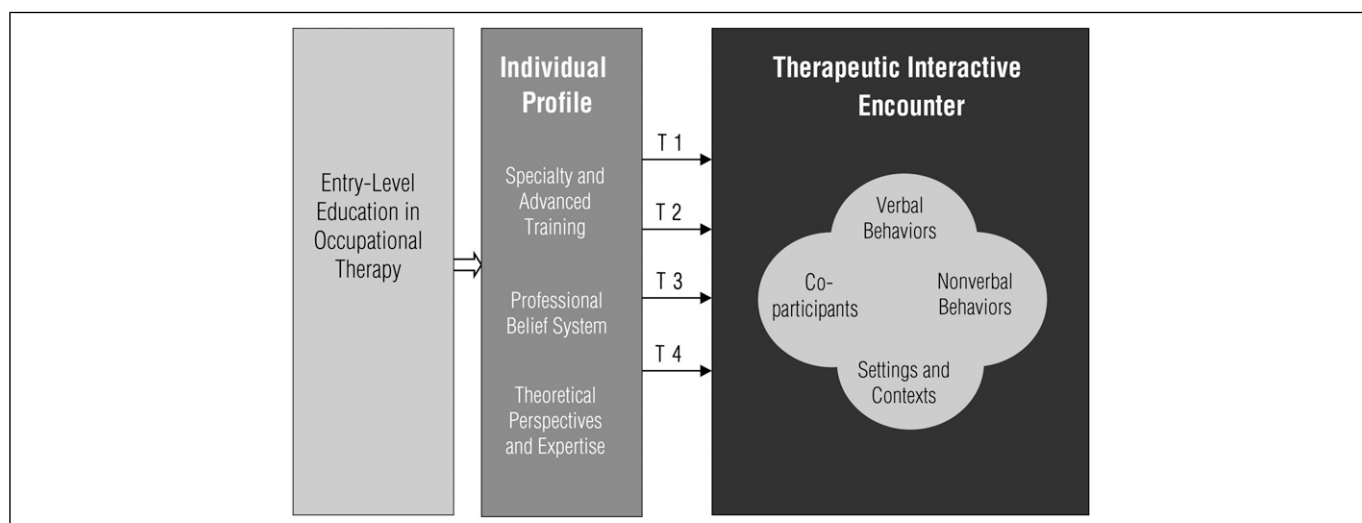 Entry-Level
Education in
Occupational
Therapy
Individual
Profile
Specialty and
Advanced
Training
Professional
Belief System
Theoretical
Perspectives
and Expertise
T 1
T 2
T 3
T 4
Therapeutic Interactive
Encounter
Verbal
Behaviors
Co-
participants
Nonverbal
Behaviors
Settings and
Contexts